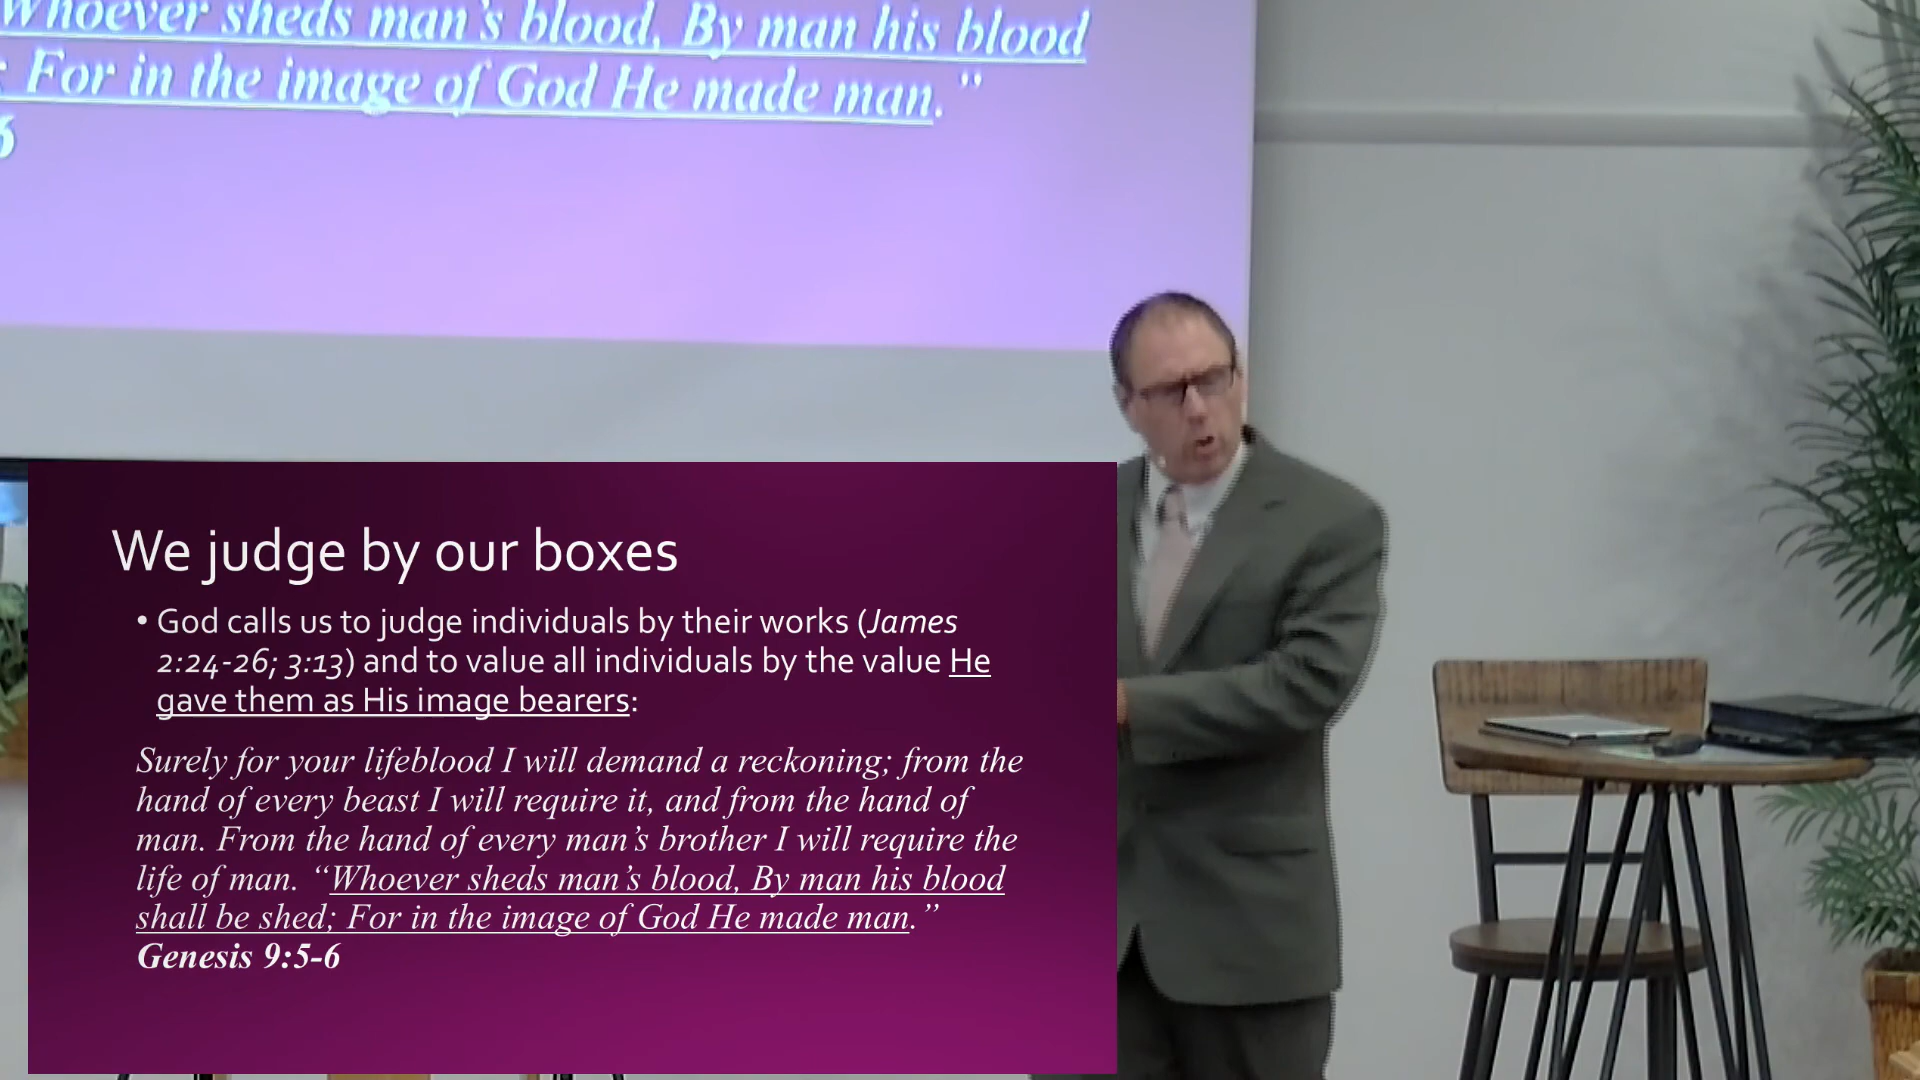 Whoever sheds man's blood, By man his blood
; For in the image of God He made man."
6
We judge by our boxes
• God calls us to judge individuals by their works (James
2:24-26; 3:13) and to value all individuals by the value He
gave them as His image bearers:
Surely for your lifeblood I will demand a reckoning; from the
hand of every beast I will require it, and from the hand of
man. From the hand of every man’s brother I will require the
life of man. “Whoever sheds man’s blood, By man his blood
shall be shed; For in the image of God He made man.”
Genesis 9:5-6